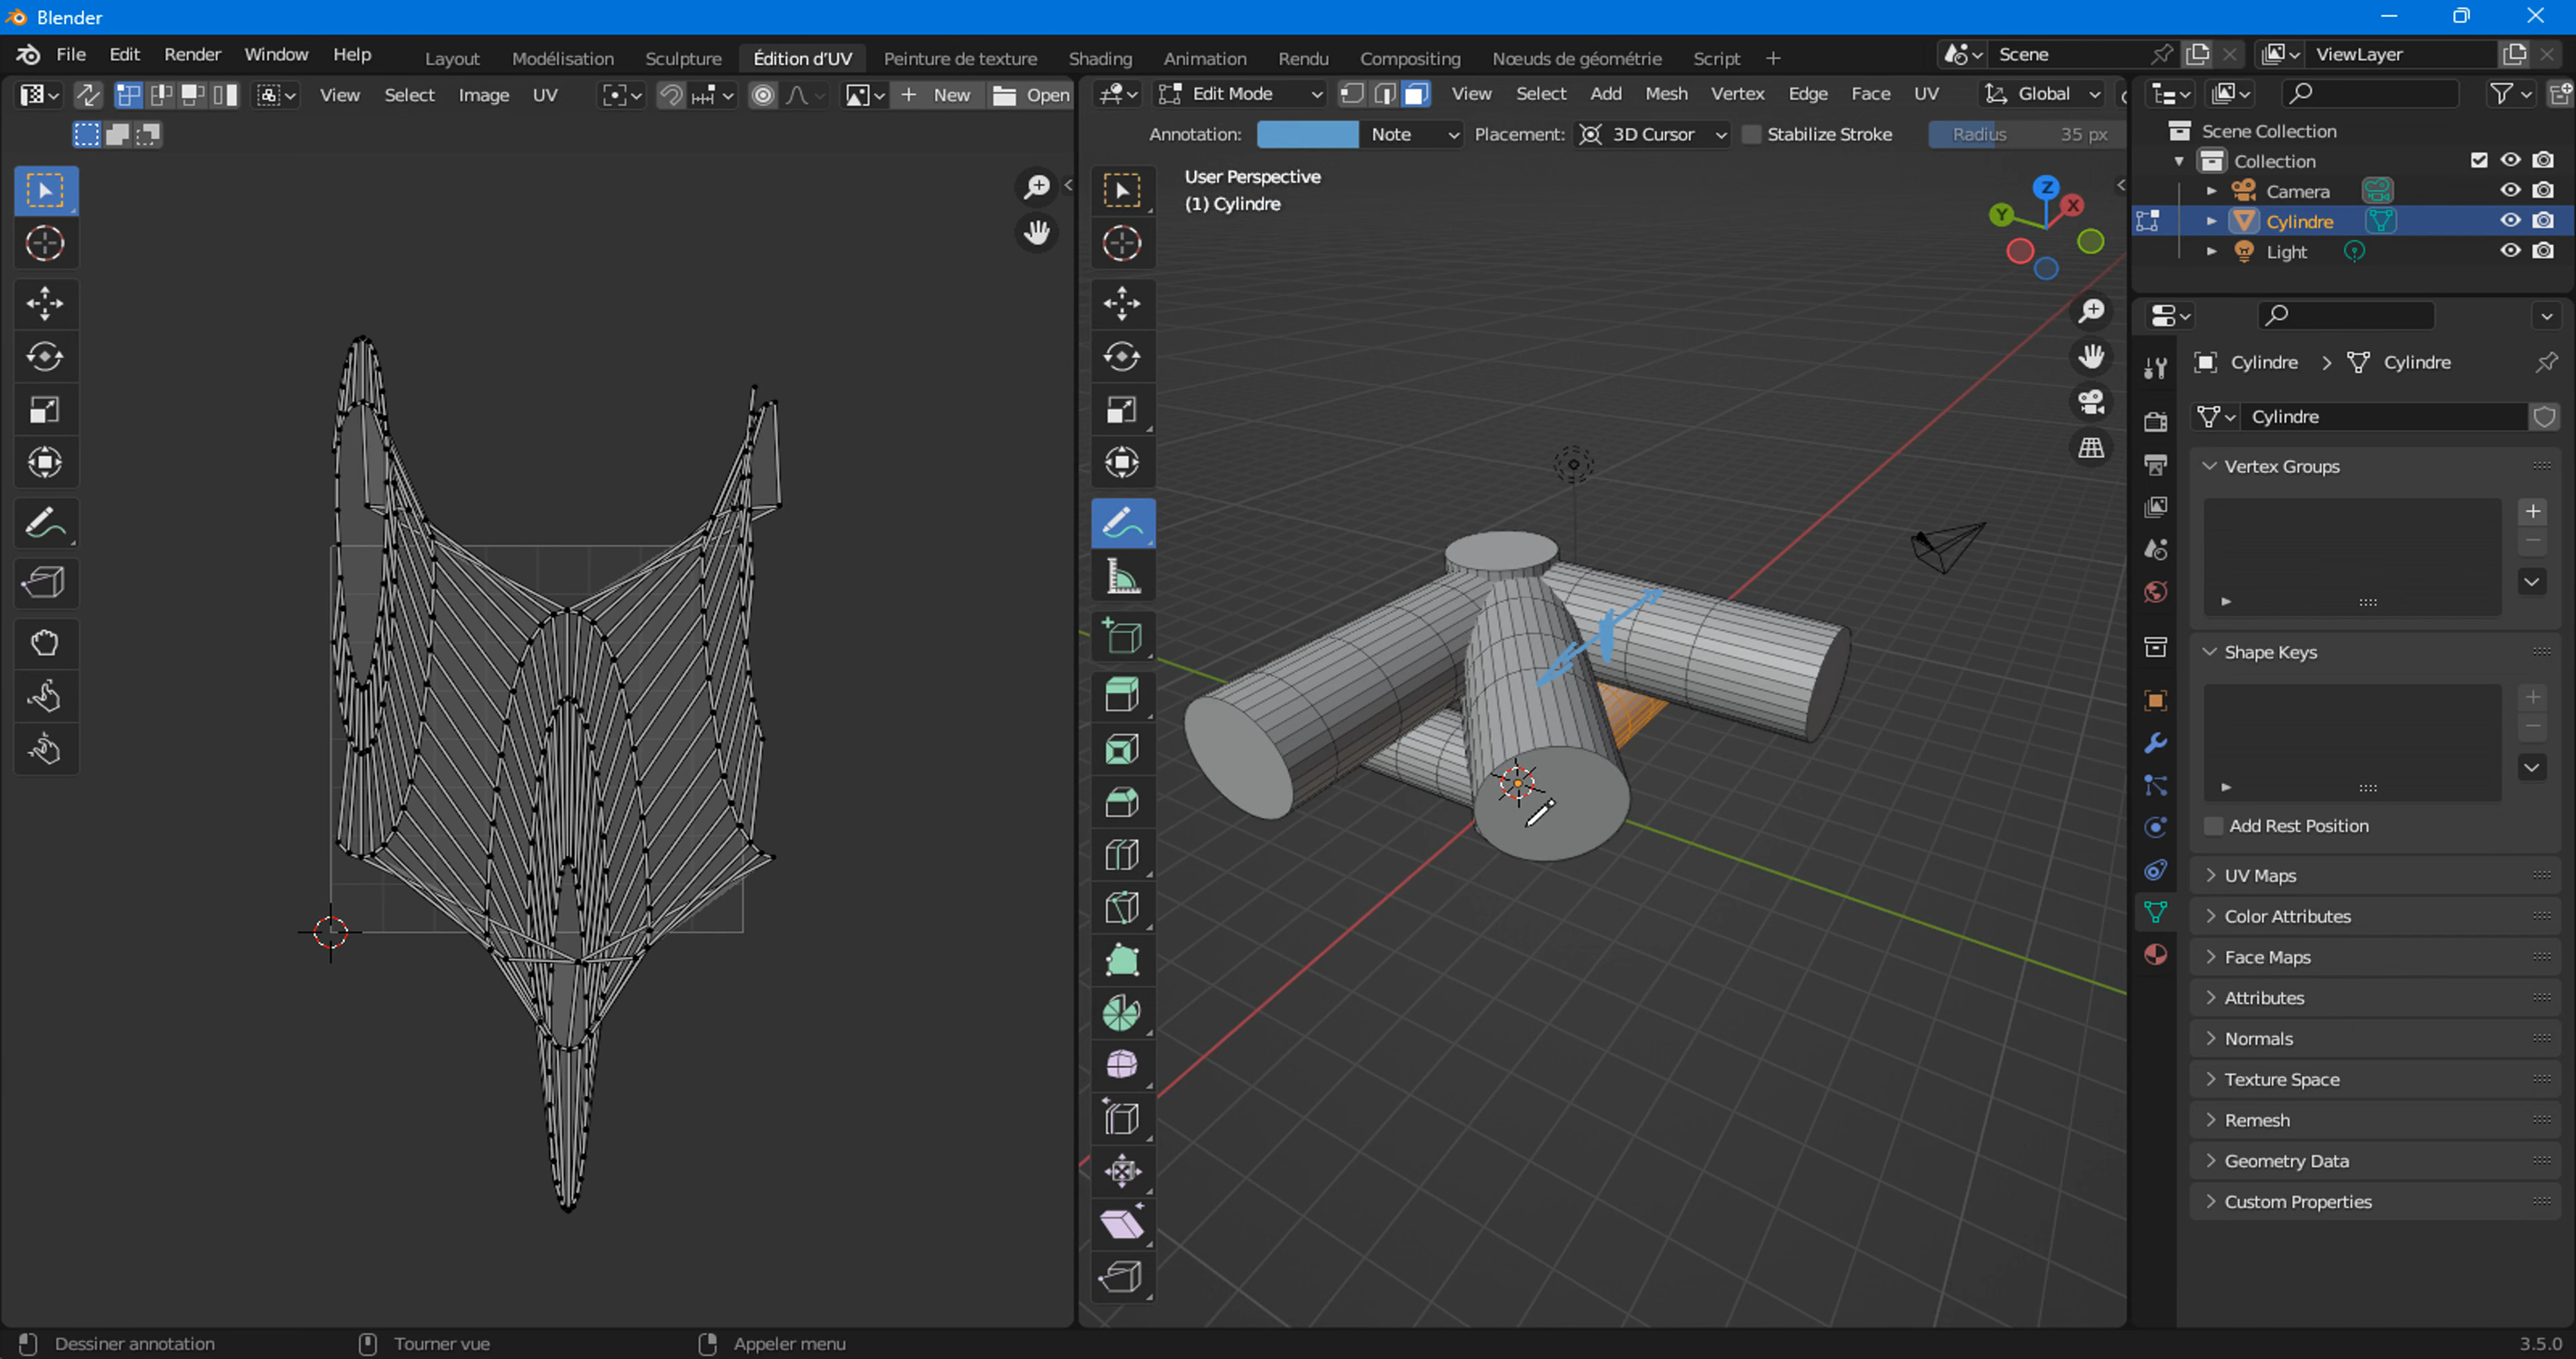 Blender
File Edit Render Window Help Layout Modélisation Sculpture Édition d'UV Peinture de texture Shading Animation Rendu Compositing Nœuds de géométrie Script + Scene ViewLayer
View Select Image UV + New Open Edit Mode View Select Add Mesh Vertex Edge Face UV Global
Annotation: Note Placement: 3D Cursor Stabilize Stroke Radius 35 px
User Perspective
(1) Cylindre
Z
X
Y
Scene Collection
Collection
Camera
Cylindre
Light
Cylindre > Cylindre
Cylindre
Vertex Groups
Shape Keys
Add Rest Position
UV Maps
Color Attributes
Face Maps
Attributes
Normals
Texture Space
Remesh
Geometry Data
Custom Properties
Dessiner annotation Tourner vue Appeler menu 3.5.0